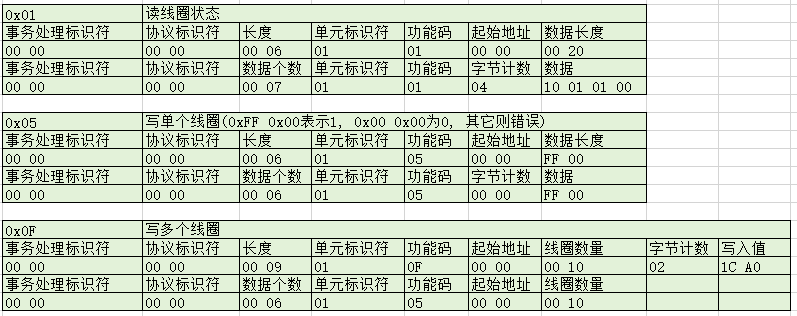 0x01 读线圈状态
事务处理标识符 协议标识符 长度 单元标识符 功能码 起始地址 数据长度
00 00 00 00 00 06 01 01 00 00 00 20
事务处理标识符 协议标识符 数据个数 单元标识符 功能码 字节计数 数据
00 00 00 00 00 07 01 01 04 10 01 01 00
0x05 写单个线圈(0xFF 0x00表示1, 0x00 0x00为0, 其它则错误)
事务处理标识符 协议标识符 长度 单元标识符 功能码 起始地址 数据长度
00 00 00 00 00 06 01 05 00 00 FF 00
事务处理标识符 协议标识符 数据个数 单元标识符 功能码 字节计数 数据
00 00 00 00 00 06 01 05 00 00 FF 00
0x0F 写多个线圈
事务处理标识符 协议标识符 长度 单元标识符 功能码 起始地址 线圈数量 字节计数 写入值
00 00 00 00 00 09 01 0F 00 00 00 10 02 1C A0
事务处理标识符 协议标识符 数据个数 单元标识符 功能码 起始地址 线圈数量
00 00 00 00 00 06 01 05 00 00 00 10